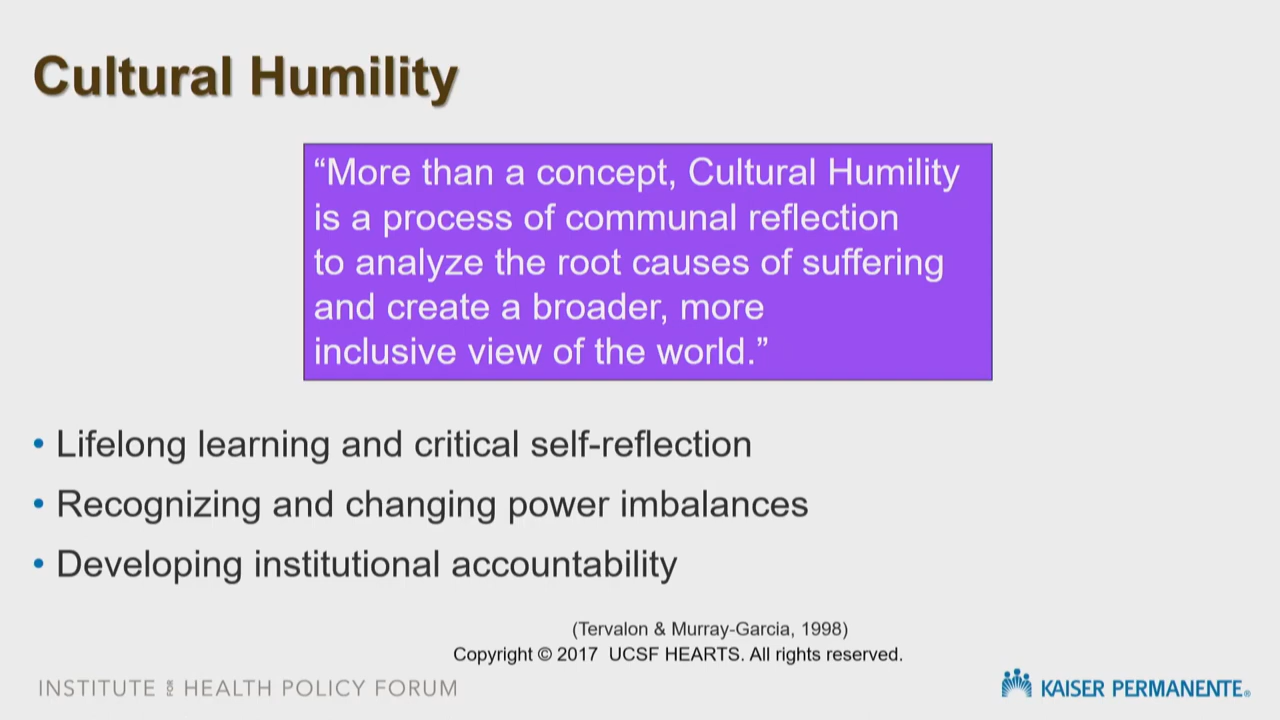 Cultural Humility
“More than a concept, Cultural Humility
is a process of communal reflection
to analyze the root causes of suffering
and create a broader, more
inclusive view of the world.”
• Lifelong learning and critical self-reflection
• Recognizing and changing power imbalances
• Developing institutional accountability
(Tervalon & Murray-Garcia, 1998)
Copyright © 2017 UCSF HEARTS. All rights reserved.
INSTITUTE FOR HEALTH POLICY FORUM
KAISER PERMANENTE®